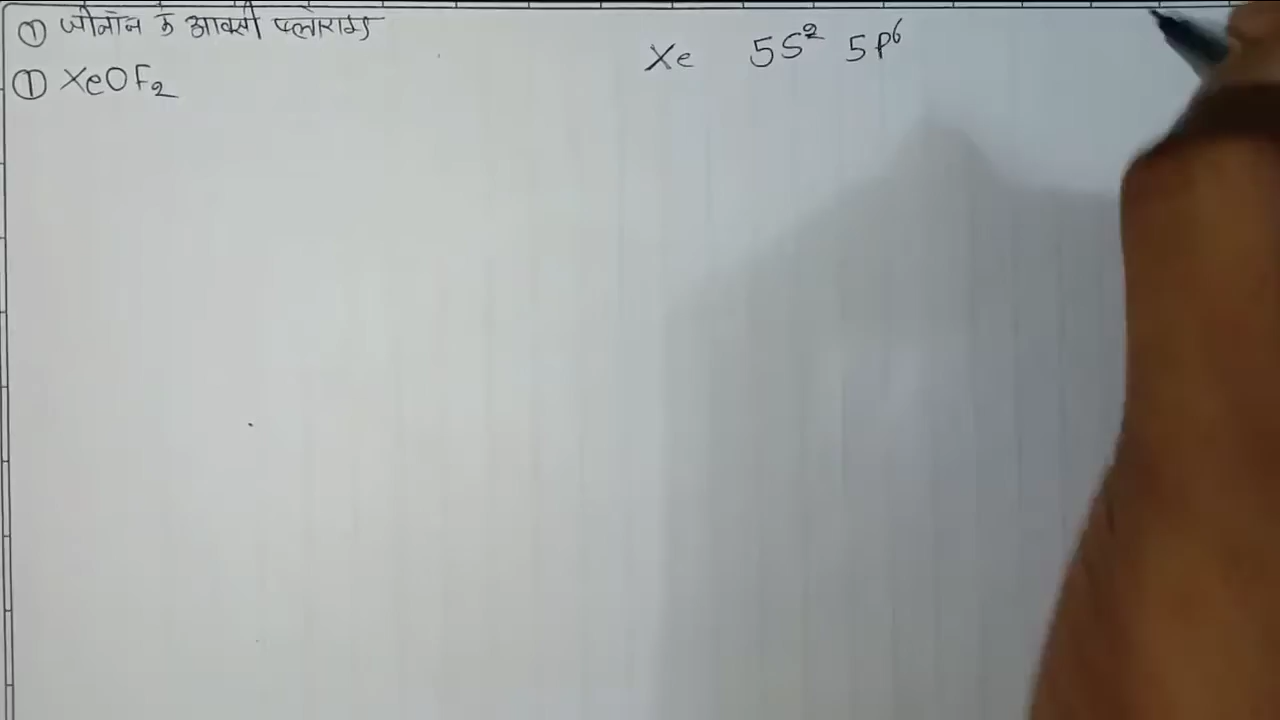 ① जीनॉन के आक्सी फ्लोराइड
① XeOF₂
Xe 5S² 5P⁶